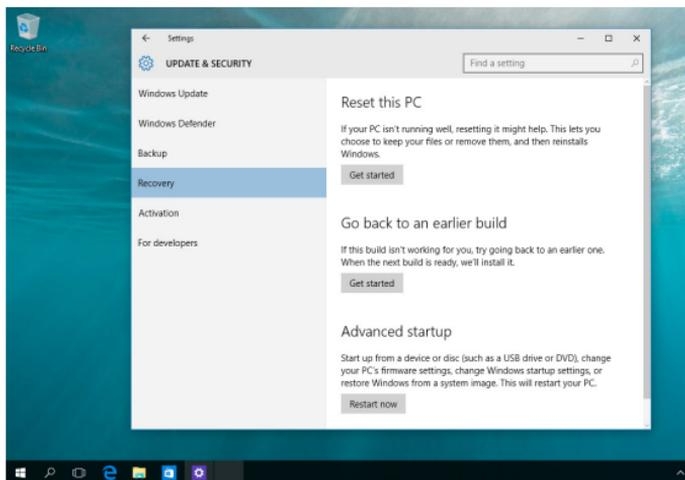 Recycle Bin
Settings
UPDATE & SECURITY
Find a setting
Windows Update
Windows Defender
Backup
Recovery
Activation
For developers
Reset this PC
If your PC isn't running well, resetting it might help. This lets you
choose to keep your files or remove them, and then reinstalls
Windows.
Get started
Go back to an earlier build
If this build isn't working for you, try going back to an earlier one.
When the next build is ready, we'll install it.
Get started
Advanced startup
Start up from a device or disc (such as a USB drive or DVD), change
your PC's firmware settings, change Windows startup settings, or
restore Windows from a system image. This will restart your PC.
Restart now